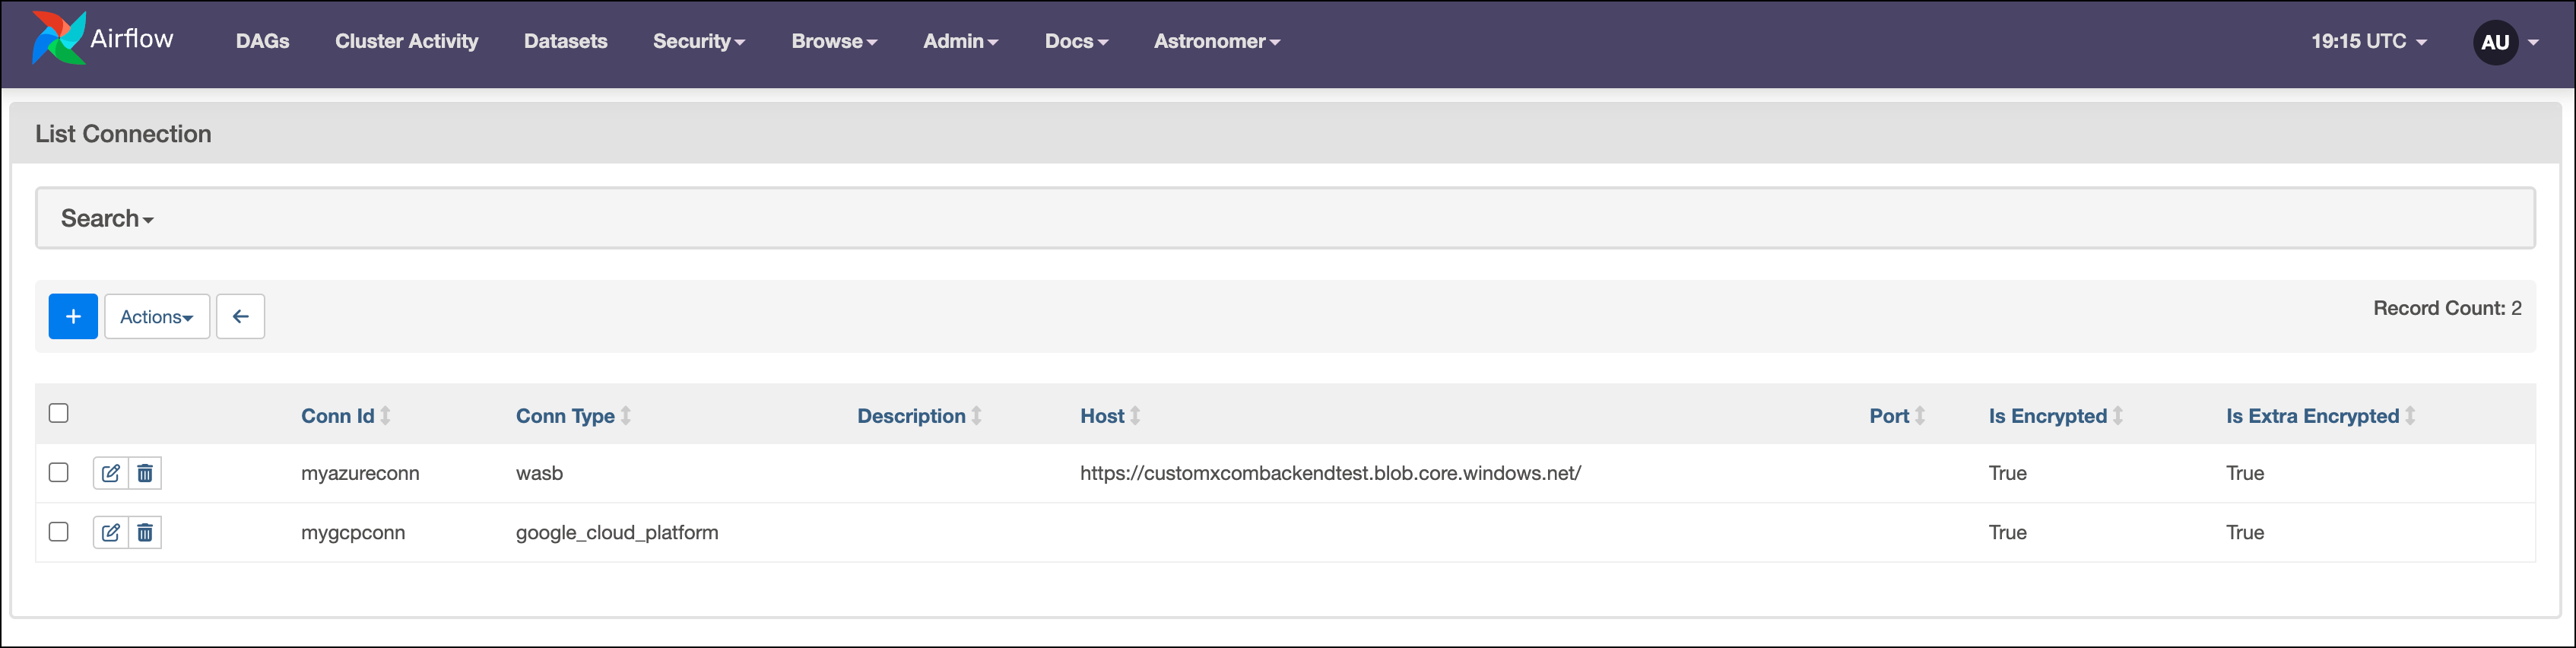 Airflow DAGs Cluster Activity Datasets Security Browse Admin Docs Astronomer 19:15 UTC AU
List Connection
Search
+ Actions Record Count: 2
Conn Id Conn Type Description Host Port Is Encrypted Is Extra Encrypted
myazureconn wasb https://customxcombackendtest.blob.core.windows.net/ True True
mygcpconn google_cloud_platform True True